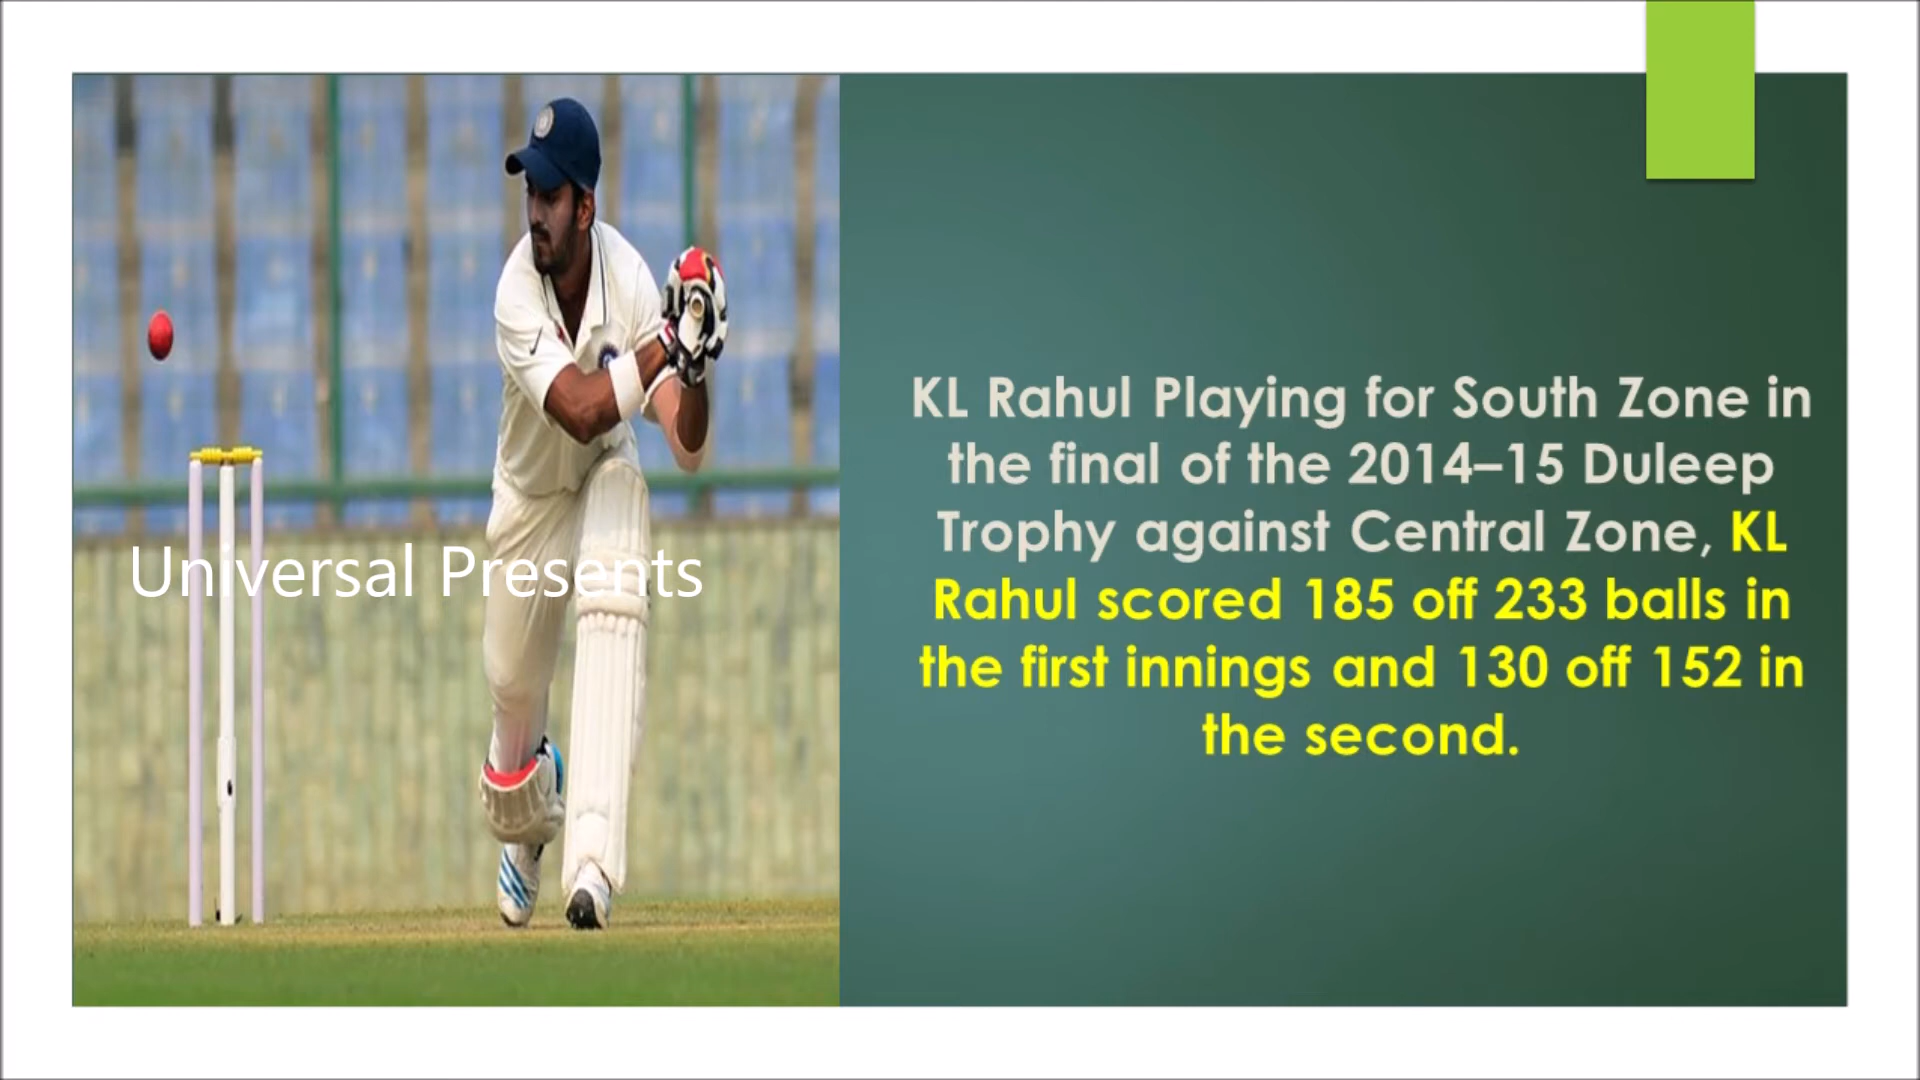 Universal Presents
KL Rahul Playing for South Zone in
the final of the 2014–15 Duleep
Trophy against Central Zone, KL
Rahul scored 185 off 233 balls in
the first innings and 130 off 152 in
the second.